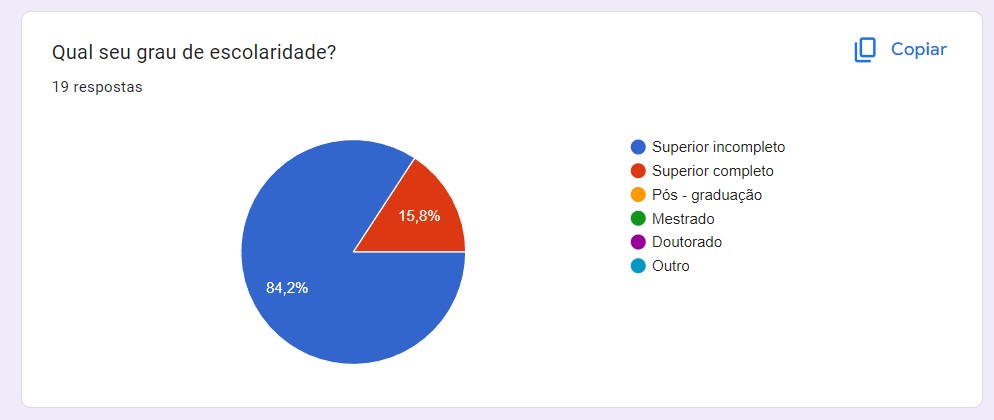 Qual seu grau de escolaridade?
Copiar
19 respostas
15,8%
84,2%
Superior incompleto
Superior completo
Pós - graduação
Mestrado
Doutorado
Outro